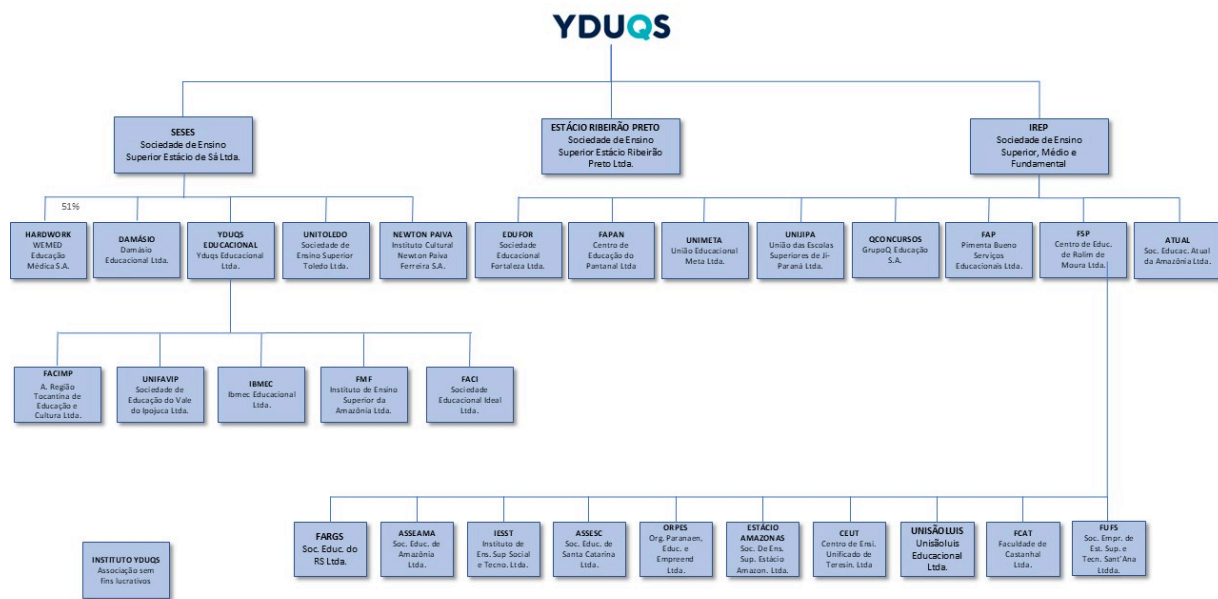 YDUQS
SESES
Sociedade de Ensino
Superior Estácio de Sá Ltda.
ESTÁCIO RIBEIRÃO PRETO
Sociedade de Ensino
Superior Estácio Ribeirão
Preto Ltda.
IREP
Sociedade de Ensino
Superior, Médio e
Fundamental
51%
HARDWORK
WEMED
Educação
Médica S.A.
DAMÁSIO
Damásio
Educacional Ltda.
YDUQS
EDUCACIONAL
Yduqs Educacional
Ltda.
UNITOLEDO
Sociedade de
Ensino Superior
Toledo Ltda.
NEWTON PAIVA
Instituto Cultural
Newton Paiva
Ferreira S.A.
EDUFOR
Sociedade
Educacional
Fortaleza Ltda.
FAPAN
Centro de
Educação do
Pantanal Ltda
UNIMETA
União Educacional
Meta Ltda.
UNIJIPA
União das Escolas
Superiores de Ji-
Paraná Ltda.
QCONCURSOS
GrupoQ Educação
S.A.
FAP
Pimenta Bueno
Serviços
Educacionais Ltda.
FSP
Centro de Educ.
de Rolim de
Moura Ltda.
ATUAL
Soc. Educac. Atual
da Amazônia Ltda.
FACIMP
A. Região
Tocantina de
Educação e
Cultura Ltda.
UNIFAVIP
Sociedade de
Educação do Vale
do Ipojuca Ltda.
IBMEC
Ibmec Educacional
Ltda.
FMF
Instituto de Ensino
Superior da
Amazônia Ltda.
FACI
Sociedade
Educacional Ideal
Ltda.
FARGS
Soc. Educ. do
RS Ltda.
ASSEAMA
Soc. Educ. de
Amazônia
Ltda.
IESST
Instituto de
Ens. Sup Social
e Tecno. Ltda.
ASSESC
Soc. Educ. de
Santa Catarina
Ltda.
ORPES
Org. Paranaen,
Educ. e
Empreend
Ltda.
ESTÁCIO
AMAZONAS
Soc. De Ens.
Sup. Estácio
Amazon. Ltda.
CEUT
Centro de Ensi.
Unificado de
Teresin. Ltda
UNISÃO LUIS
Unisãoluis
Educacional
Ltda.
FCAT
Faculdade de
Castanhal
Ltda.
FUFS
Soc. Empr. de
Est. Sup. e
Tecn. Sant'Ana
Ltdda.
INSTITUTO YDUQS
Associação sem
fins lucrativos